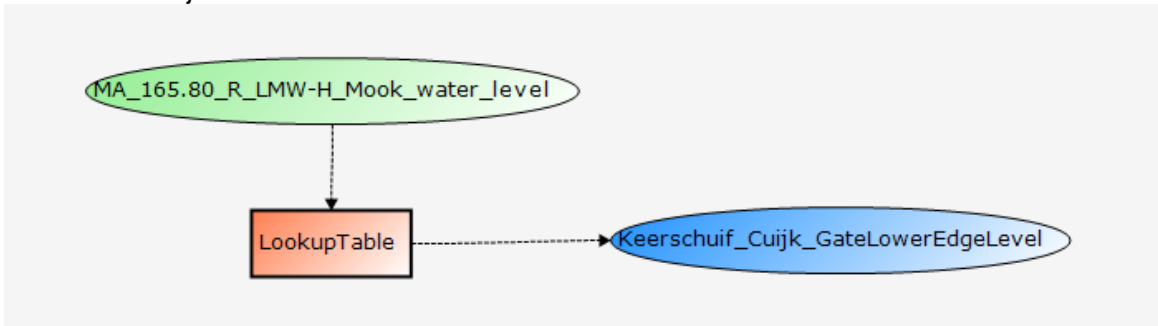 MA_165.80_R_LMW-H_Mook_water_level
LookupTable
Keerschuif_Cuijk_GateLowerEdgeLevel